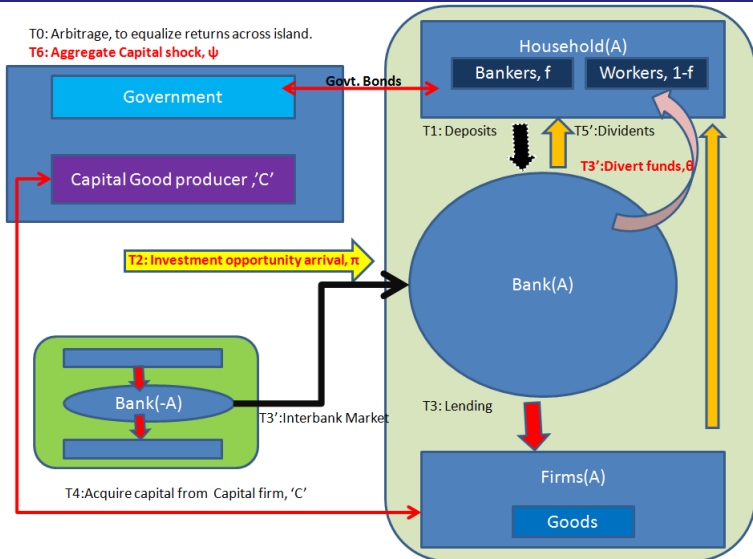 T0: Arbitrage, to equalize returns across island.
T6: Aggregate Capital shock, ψ
Household(A)
Bankers, f
Workers, 1-f
Govt. Bonds
Government
T1: Deposits
T5':Dividents
T3':Divert funds,θ
Capital Good producer ,'C'
T2: Investment opportunity arrival, π
Bank(A)
Bank(-A)
T3':Interbank Market
T3: Lending
T4:Acquire capital from Capital firm, 'C'
Firms(A)
Goods